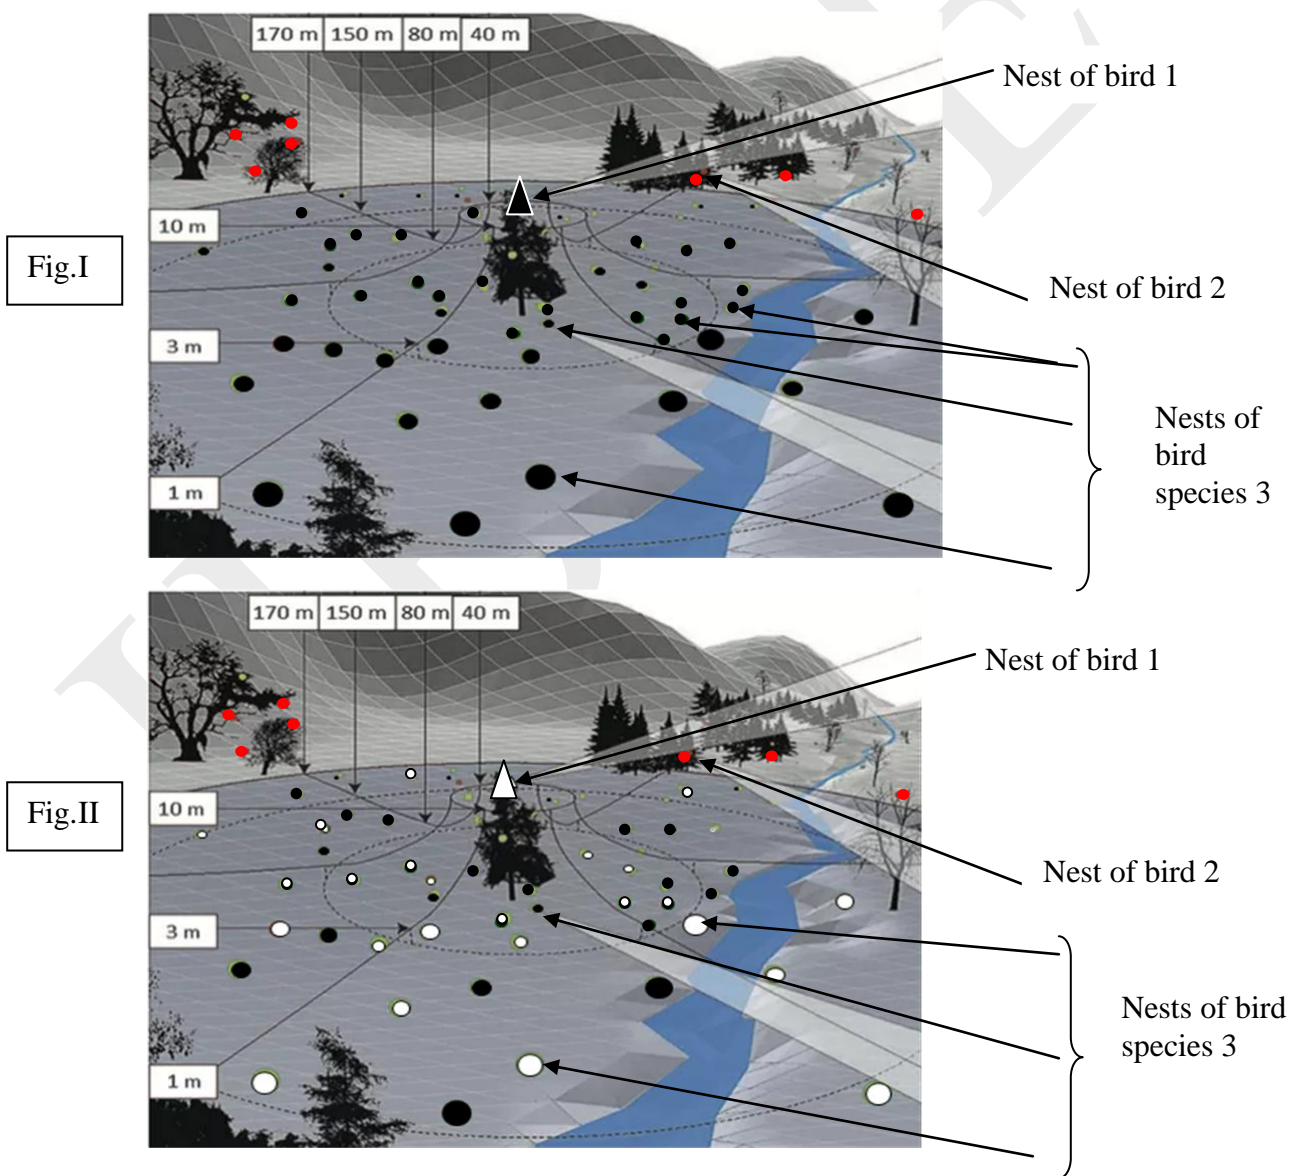 170 m 150 m 80 m 40 m
Nest of bird 1
10 m
Fig.I
Nest of bird 2
3 m
Nests of
bird
species 3
1 m
170 m 150 m 80 m 40 m
Nest of bird 1
10 m
Fig.II
Nest of bird 2
3 m
Nests of bird
species 3
1 m